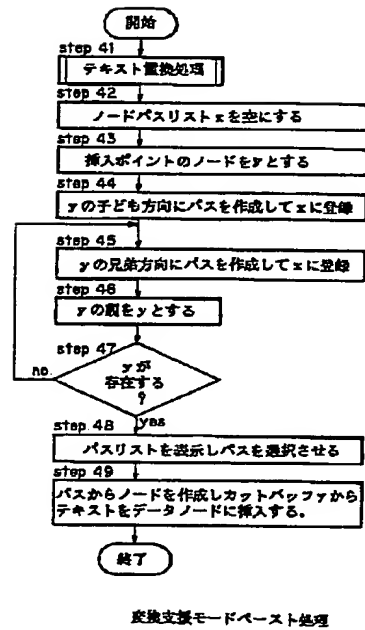 開始
step 41
テキスト置換処理
step 42
ノードパスリストxを空にする
step 43
挿入ポイントのノードをyとする
step 44
yの子ども方向にパスを作成してxに登録
step 45
yの兄弟方向にパスを作成してxに登録
step 46
yの親をyとする
step 47
no
yが
存在する
?
yes
step 48
パスリストを表示しパスを選択させる
step 49
パスからノードを作成しカットバッファから
テキストをデータノードに挿入する。
終了
変換支援モードペースト処理